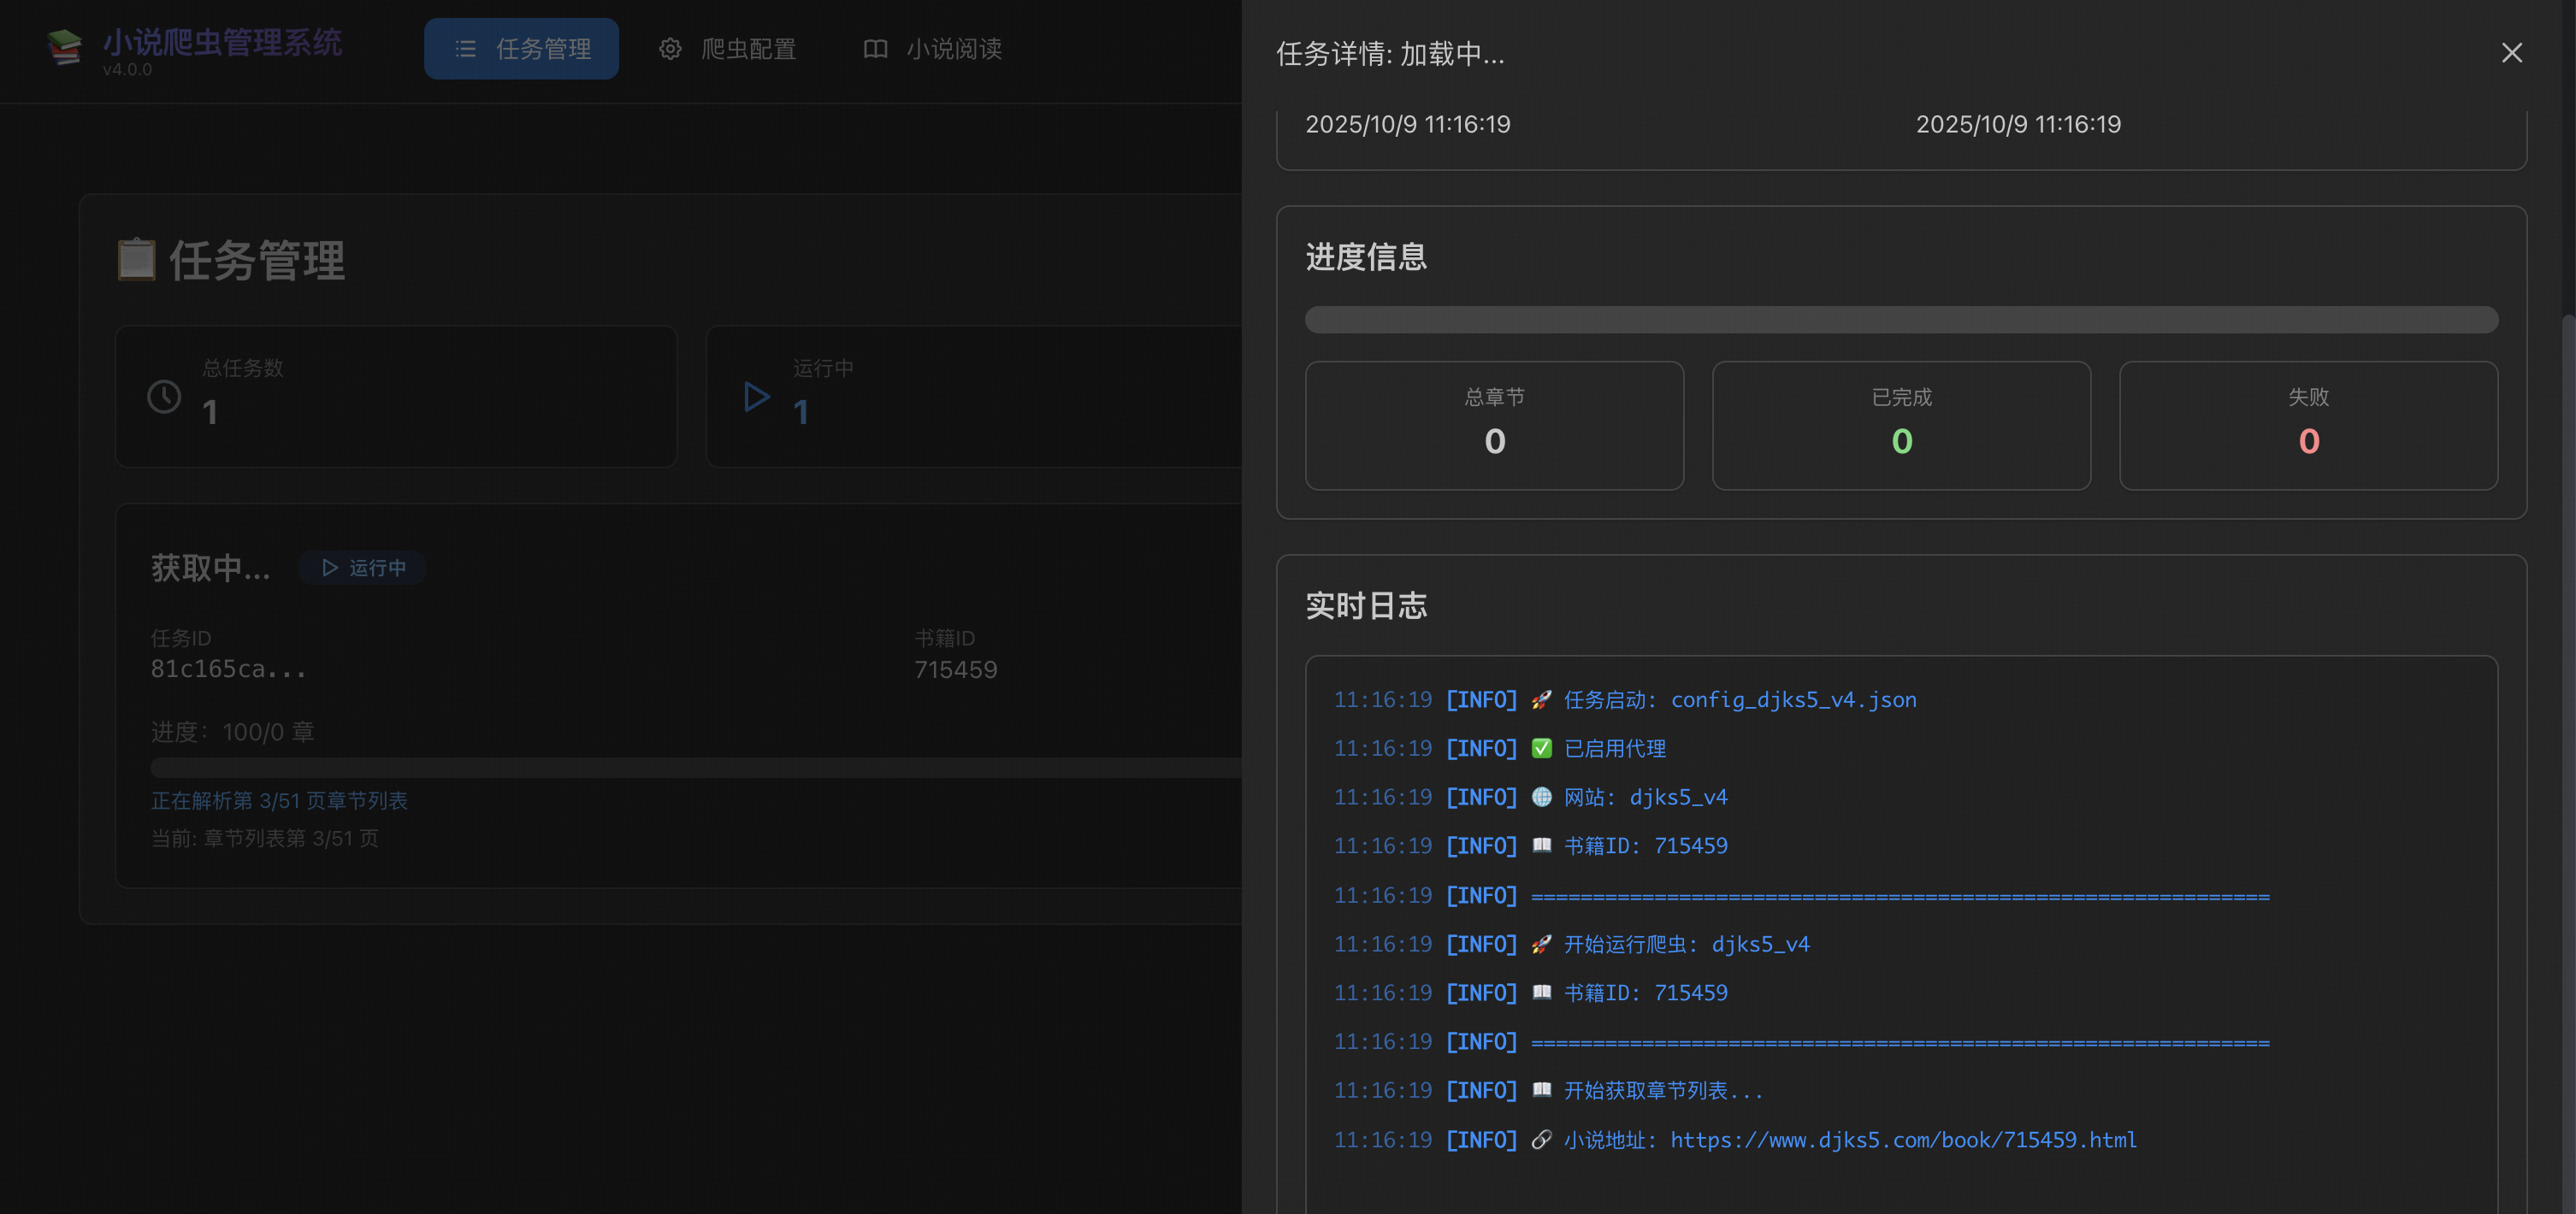 小说爬虫管理系统
v4.0.0
任务管理
爬虫配置
小说阅读
任务管理
总任务数
1
运行中
1
获取中...
运行中
任务ID
81c165ca...
书籍ID
715459
进度: 100/0 章
正在解析第 3/51 页章节列表
当前: 章节列表第 3/51 页
任务详情: 加载中...
2025/10/9 11:16:19
2025/10/9 11:16:19
进度信息
总章节
0
已完成
0
失败
0
实时日志
11:16:19 [INFO] 🚀 任务启动: config_djks5_v4.json
11:16:19 [INFO] ✅ 已启用代理
11:16:19 [INFO] 🌐 网站: djks5_v4
11:16:19 [INFO] 📖 书籍ID: 715459
11:16:19 [INFO] ============================================================
11:16:19 [INFO] 🚀 开始运行爬虫: djks5_v4
11:16:19 [INFO] 📖 书籍ID: 715459
11:16:19 [INFO] ============================================================
11:16:19 [INFO] 📖 开始获取章节列表...
11:16:19 [INFO] 🔗 小说地址: https://www.djks5.com/book/715459.html